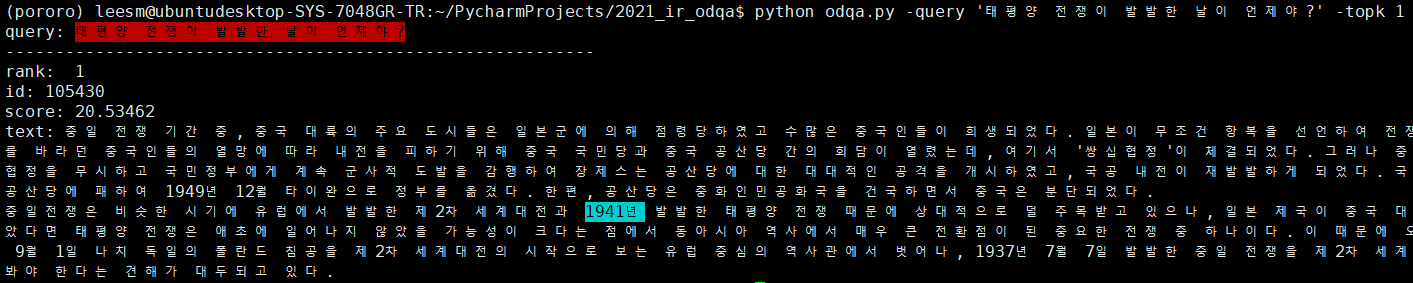 (pororo) leesm@ubuntudesktop-SYS-7048GR-TR:~/PycharmProjects/2021_ir_odqa$ python odqa.py -query '태평양 전쟁이 발발한 날이 언제야?' -topk 1
query: 태평양 전쟁이 발발한 날이 언제야?
-----------------------------------------------------------
rank:  1
id: 105430
score: 20.53462
text: 중일 전쟁 기간 중, 중국 대륙의 주요 도시들은 일본군에 의해 점령당하였고 수많은 중국인들이 희생되었다. 일본이 무조건 항복을 선언하여 전쟁
를 바라던 중국인들의 열망에 따라 내전을 피하기 위해 중국 국민당과 중국 공산당 간의 회담이 열렸는데, 여기서 '쌍십협정'이 체결되었다. 그러나 중
협정을 무시하고 국민정부에게 계속 군사적 도발을 감행하여 장제스는 공산당에 대한 대대적인 공격을 개시하였고, 국공 내전이 재발발하게 되었다. 국
공산당에 패하여 1949년 12월 타이완으로 정부를 옮겼다. 한편, 공산당은 중화인민공화국을 건국하면서 중국은 분단되었다.
중일전쟁은 비슷한 시기에 유럽에서 발발한 제2차 세계대전과 1941년 발발한 태평양 전쟁 때문에 상대적으로 덜 주목받고 있으나, 일본 제국이 중국 대
았다면 태평양 전쟁은 애초에 일어나지 않았을 가능성이 크다는 점에서 동아시아 역사에서 매우 큰 전환점이 된 중요한 전쟁 중 하나이다. 이 때문에 오
 9월 1일 나치 독일의 폴란드 침공을 제2차 세계대전의 시작으로 보는 유럽 중심의 역사관에서 벗어나, 1937년 7월 7일 발발한 중일 전쟁을 제2차 세계
봐야 한다는 견해가 대두되고 있다.